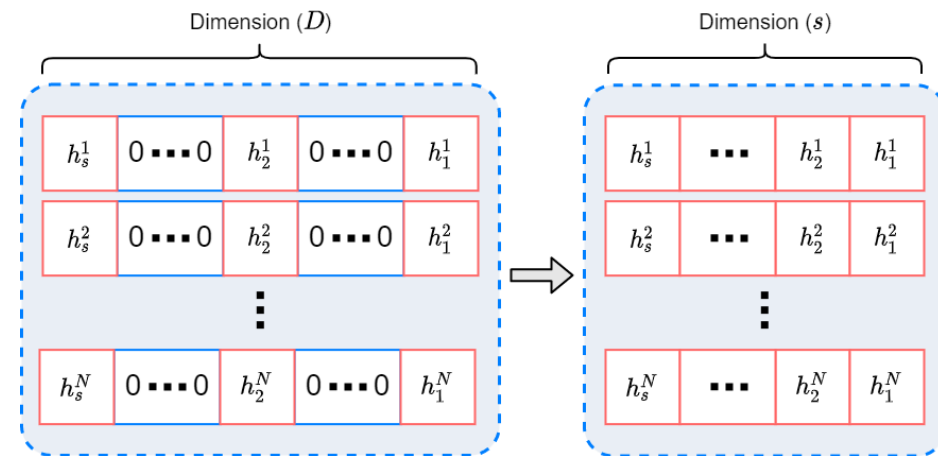 Dimension (D) Dimension (s)
h_s^1 0 ▪▪▪ 0 h_2^1 0 ▪▪▪ 0 h_1^1 h_s^1 ▪▪▪ h_2^1 h_1^1
h_s^2 0 ▪▪▪ 0 h_2^2 0 ▪▪▪ 0 h_1^2 h_s^2 ▪▪▪ h_2^2 h_1^2
h_s^N 0 ▪▪▪ 0 h_2^N 0 ▪▪▪ 0 h_1^N h_s^N ▪▪▪ h_2^N h_1^N